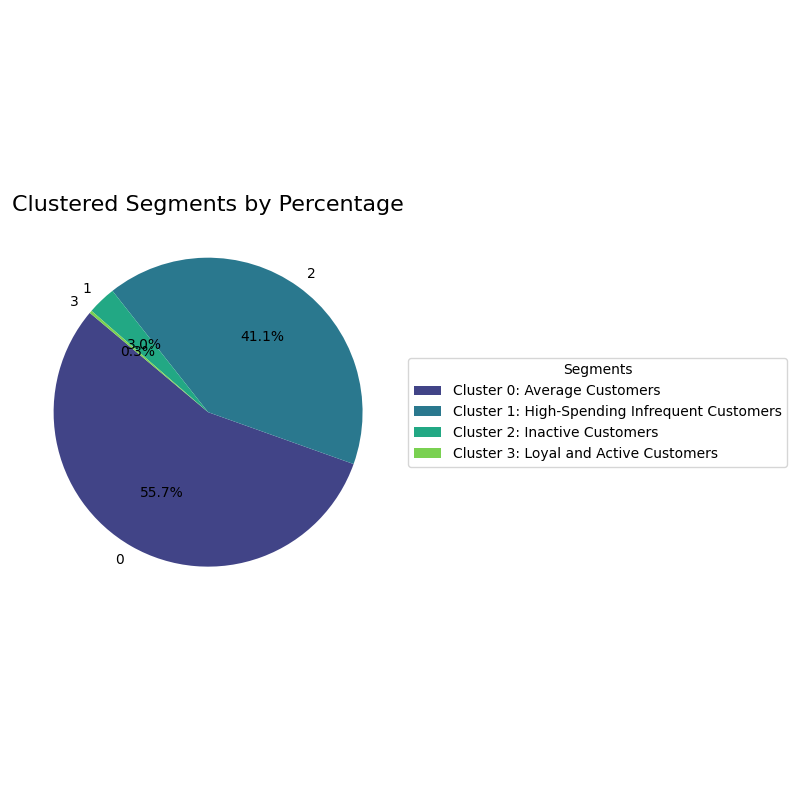 Clustered Segments by Percentage
2
1
3
41.1%
3.0%
0.3%
55.7%
0
Segments
Cluster 0: Average Customers
Cluster 1: High-Spending Infrequent Customers
Cluster 2: Inactive Customers
Cluster 3: Loyal and Active Customers